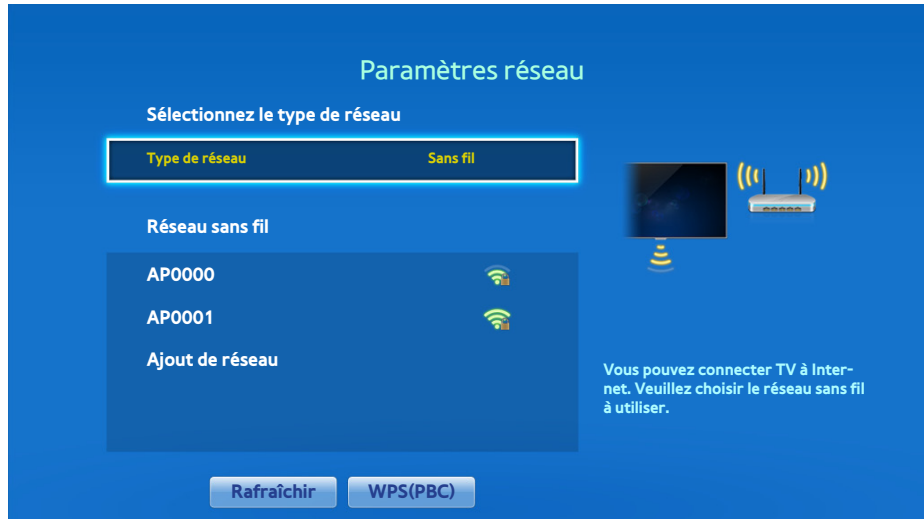 Paramètres réseau
Sélectionnez le type de réseau
Type de réseau Sans fil
Réseau sans fil
AP0000
AP0001
Ajout de réseau
Vous pouvez connecter TV à Inter-
net. Veuillez choisir le réseau sans fil
à utiliser.
Rafraîchir WPS(PBC)